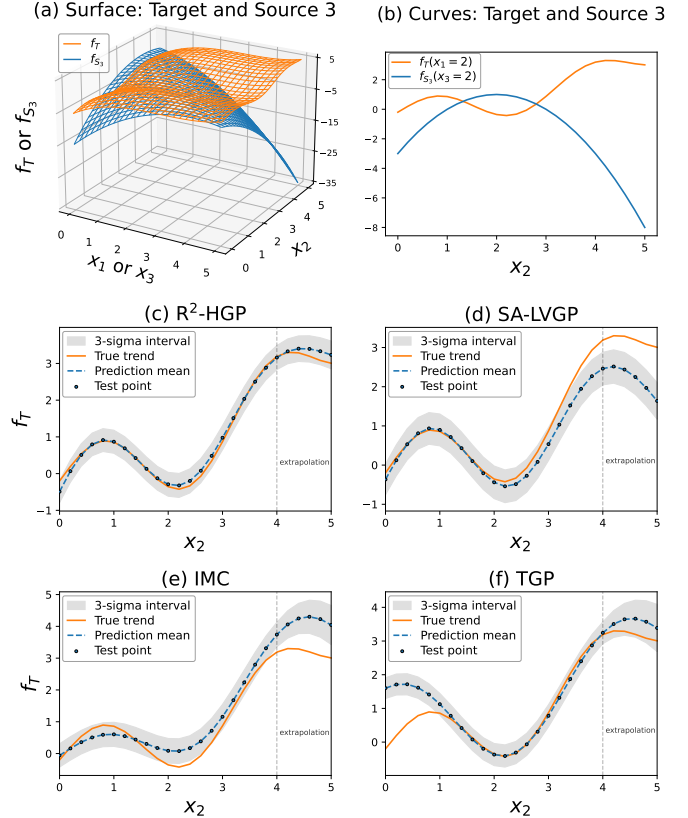 (a) Surface: Target and Source 3
f_T
f_{S_3}
5
-5
-15
-25
-35
f_T or f_{S_3}
0 1 2 3 4 5
x_1 or x_3
0 1 2 3 4 5
x_2
(b) Curves: Target and Source 3
f_T(x_1 = 2)
f_{S_3}(x_3 = 2)
2
0
−2
−4
−6
−8
0 1 2 3 4 5
x_2
(c) R²-HGP
3-sigma interval
True trend
Prediction mean
Test point
extrapolation
3
2
1
0
−1
f_T
0 1 2 3 4 5
x_2
(d) SA-LVGP
3-sigma interval
True trend
Prediction mean
Test point
extrapolation
3
2
1
0
−1
0 1 2 3 4 5
x_2
(e) IMC
3-sigma interval
True trend
Prediction mean
Test point
extrapolation
5
4
3
2
1
0
f_T
0 1 2 3 4 5
x_2
(f) TGP
3-sigma interval
True trend
Prediction mean
Test point
extrapolation
4
3
2
1
0
0 1 2 3 4 5
x_2